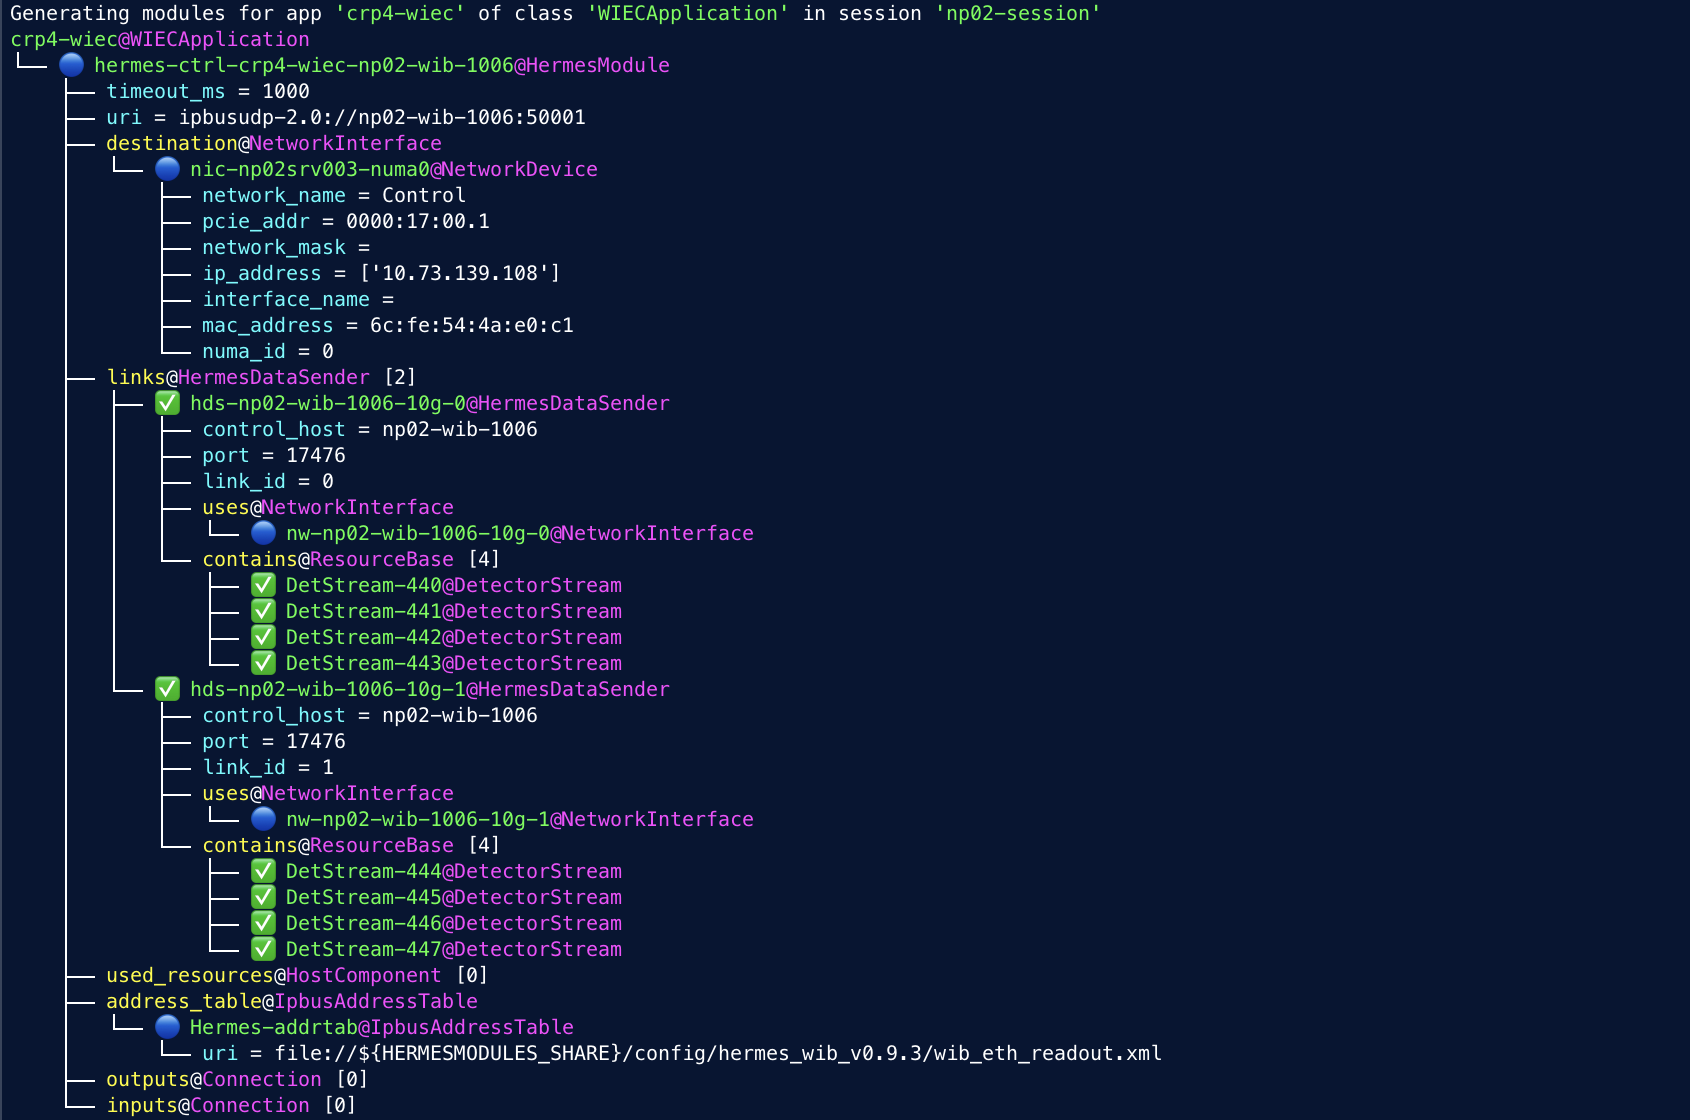 Generating modules for app 'crp4-wiec' of class 'WIECApplication' in session 'np02-session'
crp4-wiec@WIECApplication
hermes-ctrl-crp4-wiec-np02-wib-1006@HermesModule
timeout_ms = 1000
uri = ipbusudp-2.0://np02-wib-1006:50001
destination@NetworkInterface
nic-np02srv003-numa0@NetworkDevice
network_name = Control
pcie_addr = 0000:17:00.1
network_mask =
ip_address = ['10.73.139.108']
interface_name =
mac_address = 6c:fe:54:4a:e0:c1
numa_id = 0
links@HermesDataSender [2]
hds-np02-wib-1006-10g-0@HermesDataSender
control_host = np02-wib-1006
port = 17476
link_id = 0
uses@NetworkInterface
nw-np02-wib-1006-10g-0@NetworkInterface
contains@ResourceBase [4]
DetStream-440@DetectorStream
DetStream-441@DetectorStream
DetStream-442@DetectorStream
DetStream-443@DetectorStream
hds-np02-wib-1006-10g-1@HermesDataSender
control_host = np02-wib-1006
port = 17476
link_id = 1
uses@NetworkInterface
nw-np02-wib-1006-10g-1@NetworkInterface
contains@ResourceBase [4]
DetStream-444@DetectorStream
DetStream-445@DetectorStream
DetStream-446@DetectorStream
DetStream-447@DetectorStream
used_resources@HostComponent [0]
address_table@IpbusAddressTable
Hermes-addrtab@IpbusAddressTable
uri = file://${HERMESMODULES_SHARE}/config/hermes_wib_v0.9.3/wib_eth_readout.xml
outputs@Connection [0]
inputs@Connection [0]